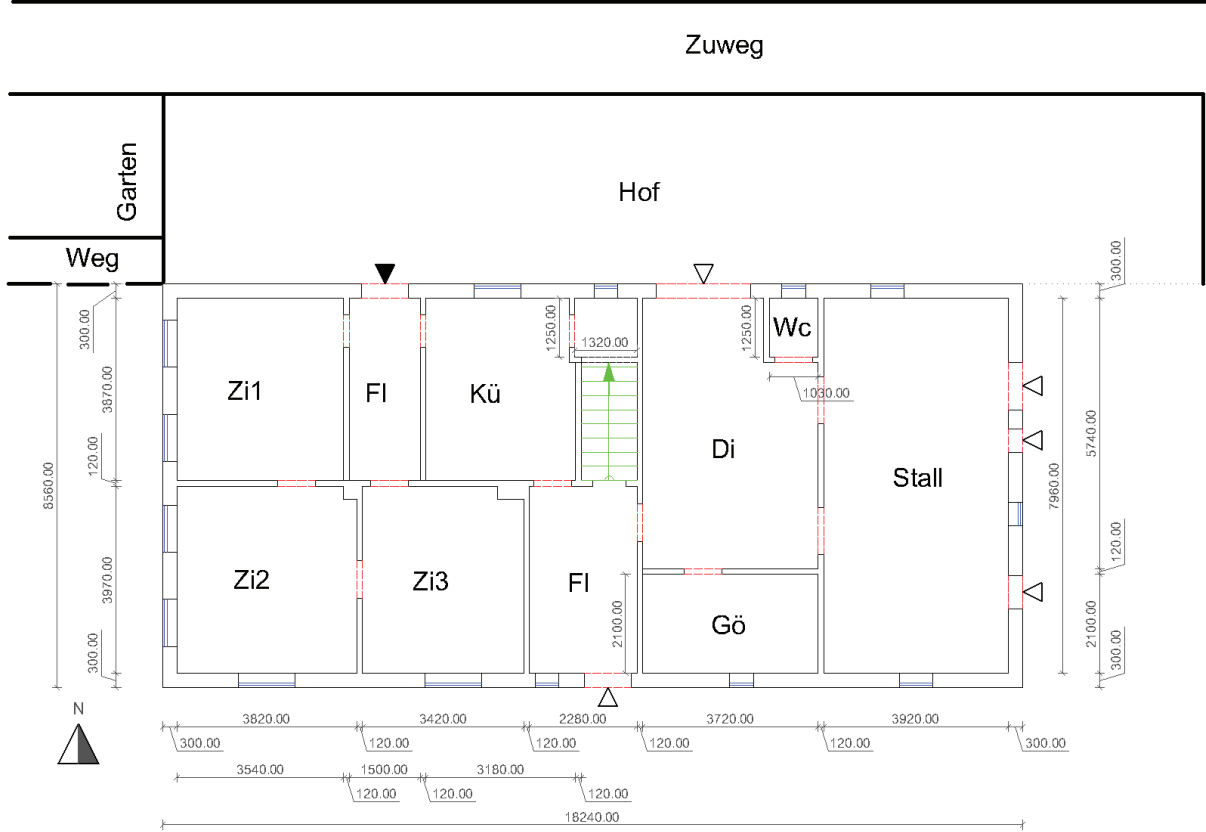 Zuweg
Garten
Hof
Weg
300.00
300.00
1250.00
1320.00
1250.00
Wc
Zi1
Fl
Kü
1030.00
3870.00
Di
5740.00
120.00
Stall
8560.00
7960.00
120.00
Zi2
Zi3
Fl
3970.00
2100.00
Gö
2100.00
300.00
300.00
N
3820.00
3420.00
2280.00
3720.00
3920.00
300.00
120.00
120.00
120.00
120.00
300.00
3540.00
1500.00
3180.00
120.00
120.00
120.00
18240.00